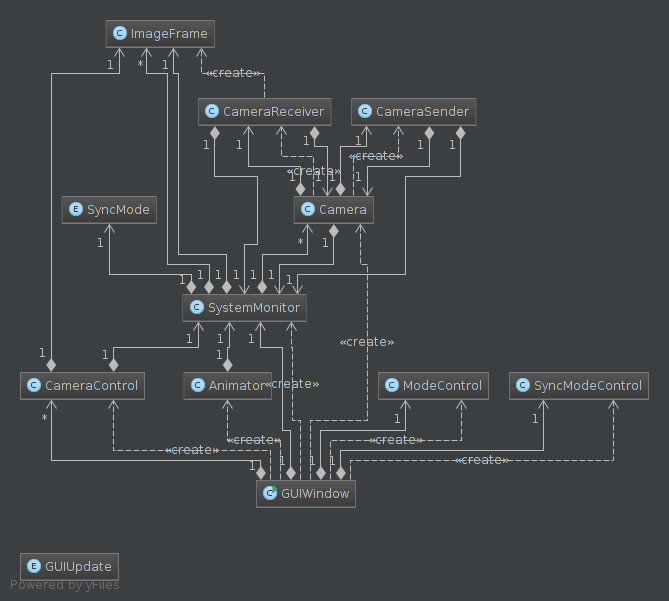 C ImageFrame
1 * 1 «create»
C CameraReceiver
C CameraSender
1 1 1 1 «create» 1 1
«create»
1 1 1
E SyncMode
C Camera
1 * 1
1 1 1 1 1 1
C SystemMonitor
1 1 1 «create»
1 1 1
C CameraControl
C Animator
«create»
C ModeControl
C SyncModeControl
* 1 1
«create» «create»
«create»
1 1 1 1 «create»
C GUIWindow
E GUIUpdate
Powered by yFiles